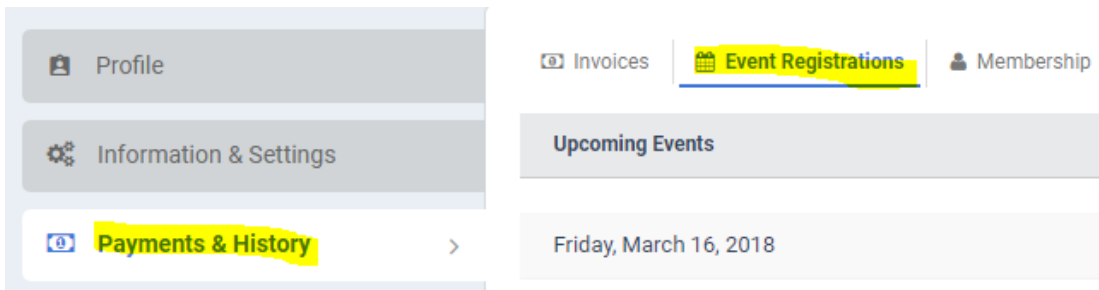 Profile
Information & Settings
Payments & History
Invoices
Event Registrations
Membership
Upcoming Events
Friday, March 16, 2018